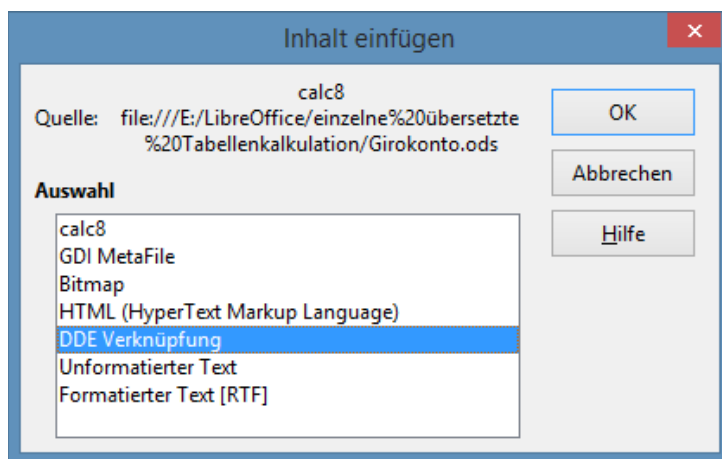 Inhalt einfügen
calc8
Quelle: file:///E:/LibreOffice/einzelne%20übersetzte
%20Tabellenkalkulation/Girokonto.ods
OK
Abbrechen
Hilfe
Auswahl
calc8
GDI MetaFile
Bitmap
HTML (HyperText Markup Language)
DDE Verknüpfung
Unformatierter Text
Formatierter Text [RTF]